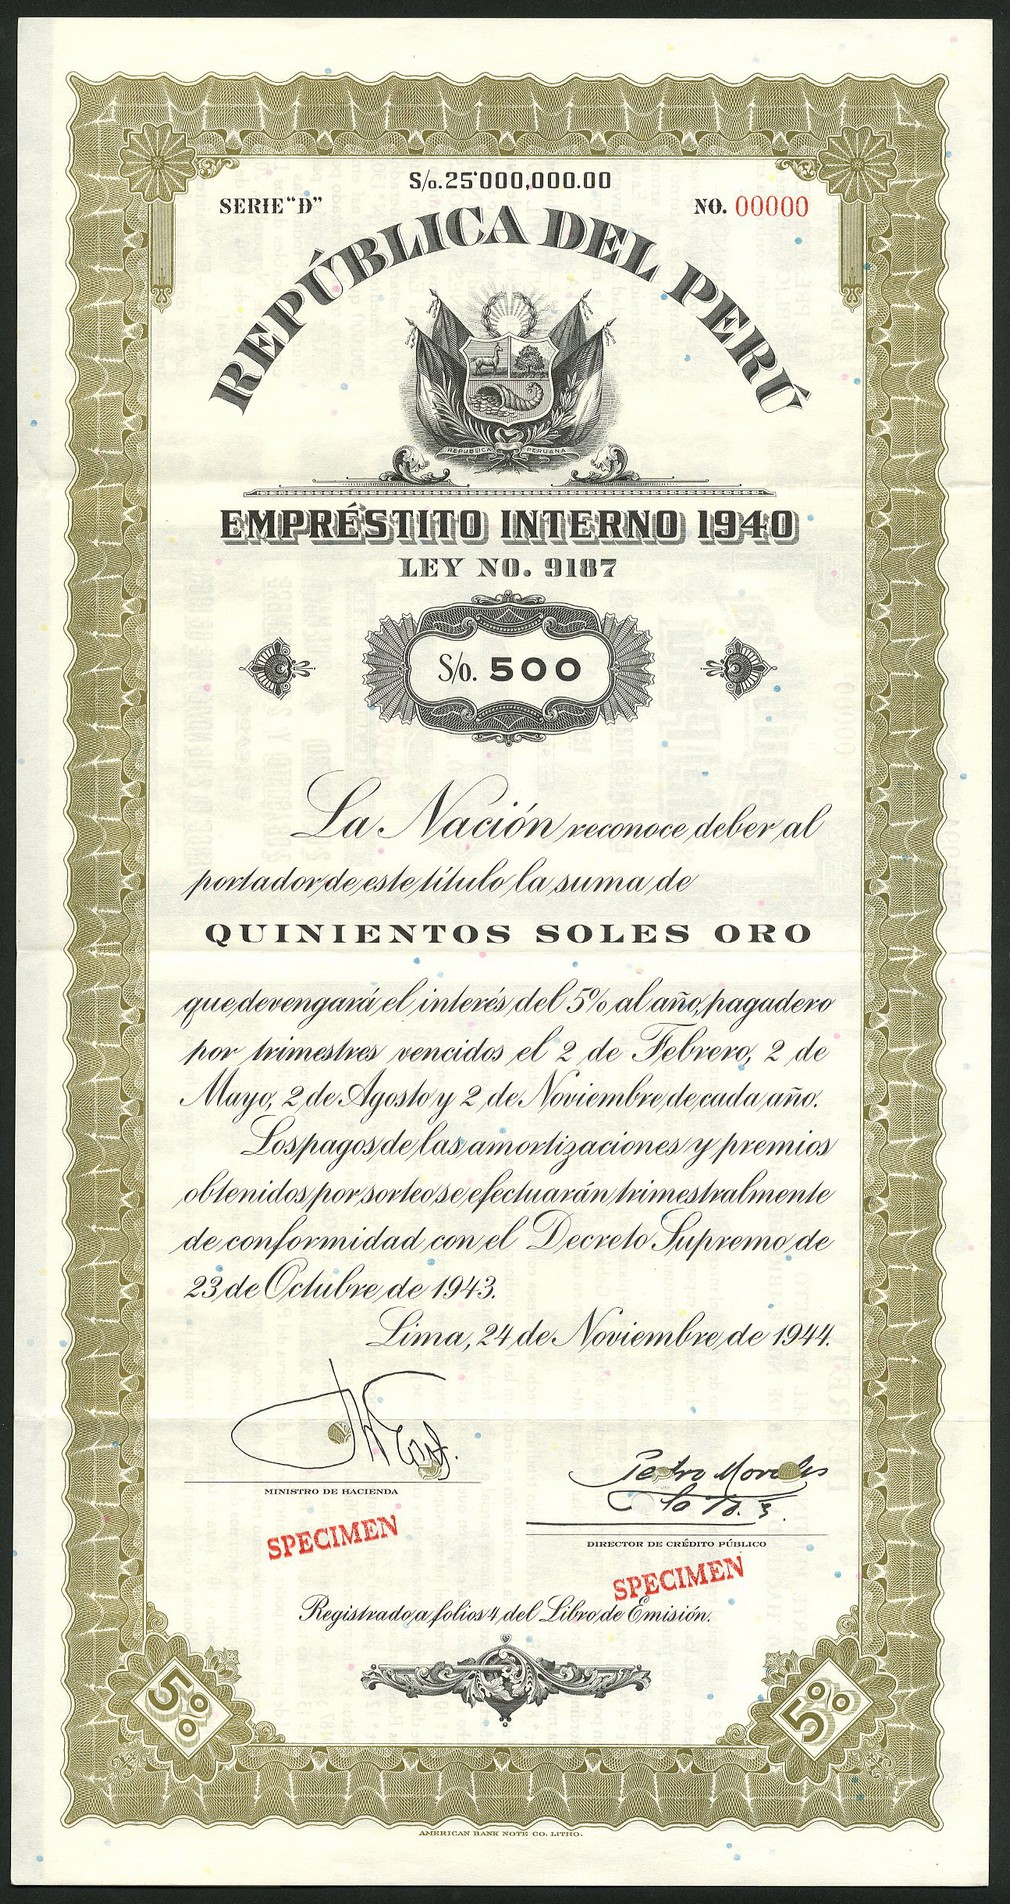 S/o.25'000,000.00
SERIE "D"
NO. 00000
REPÚBLICA DEL PERÚ
REPUBLICA PERUANA
EMPRÉSTITO INTERNO 1940
LEY NO. 9187
S/o. 500
La Nación reconoce deber al
portador de este título la suma de
QUINIENTOS SOLES ORO
que devengará el interés del 5% al año, pagadero
por trimestres vencidos el 2 de Febrero, 2 de
Mayo, 2 de Agosto y 2 de Noviembre de cada año.
Los pagos de las amortizaciones y premios
obtenidos por sorteo se efectuarán trimestralmente
de conformidad con el Decreto Supremo de
23 de Octubre de 1943.
Lima, 24 de Noviembre de 1944.
Pedro Morales
MINISTRO DE HACIENDA
DIRECTOR DE CRÉDITO PÚBLICO
SPECIMEN
SPECIMEN
Registrado a folios 4 del Libro de Emisión.
5%
5%
AMERICAN BANK NOTE CO. LITHO.